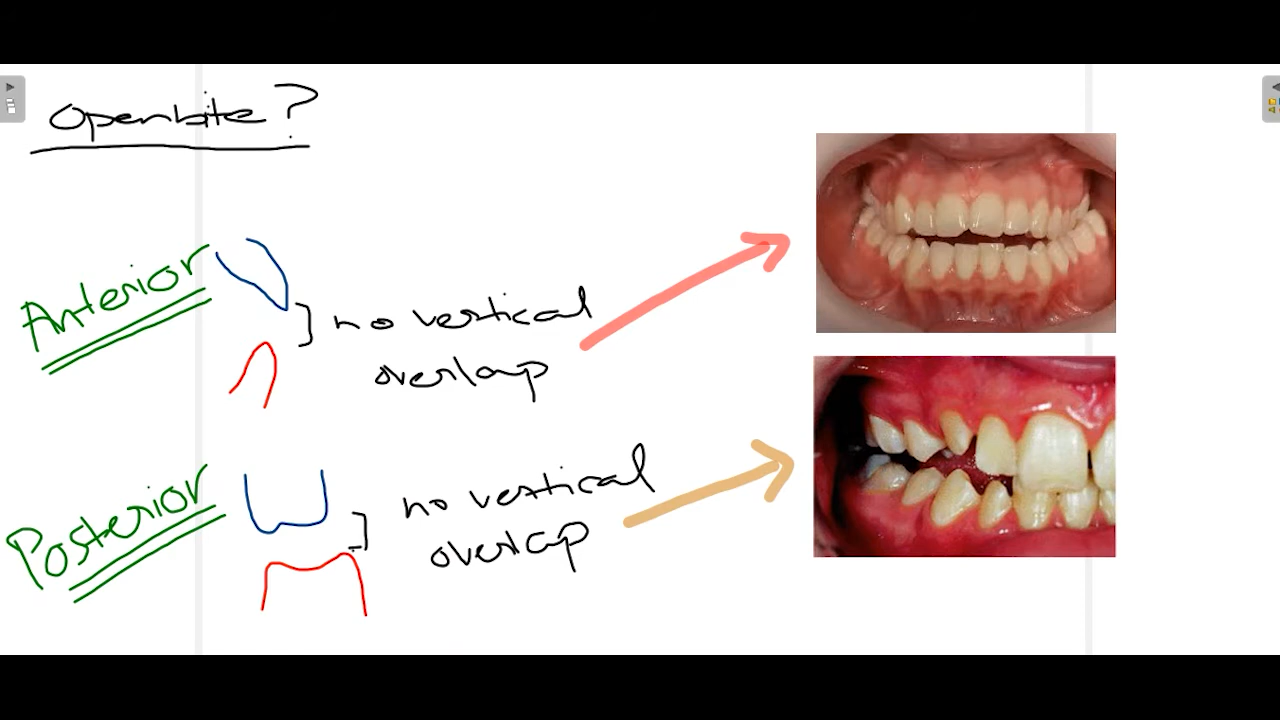 Openbite?
Anterior
no vertical
overlap
Posterior
no vertical
overlap